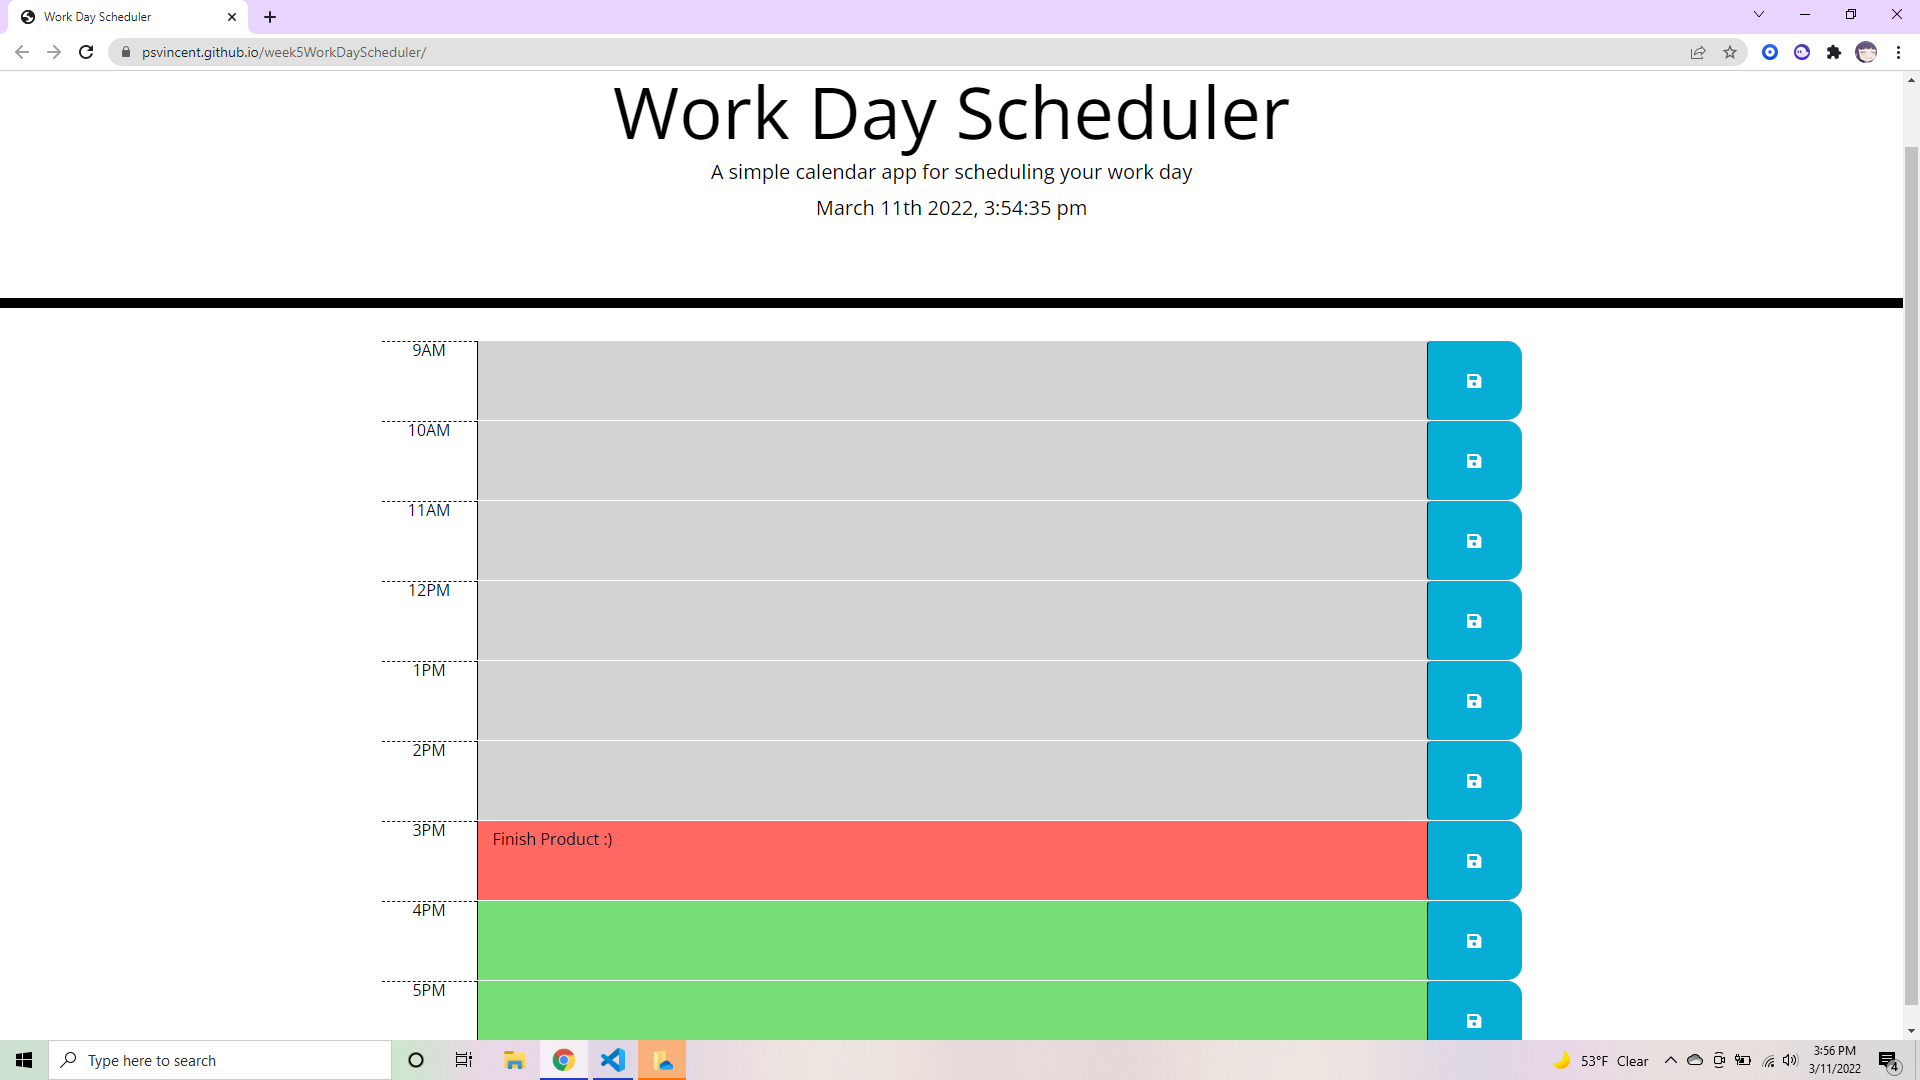 Work Day Scheduler
psvincent.github.io/week5WorkDayScheduler/
Work Day Scheduler
A simple calendar app for scheduling your work day
March 11th 2022, 3:54:35 pm
9AM
10AM
11AM
12PM
1PM
2PM
3PM
Finish Product :)
4PM
5PM
Type here to search
53°F Clear
3:56 PM
3/11/2022
4